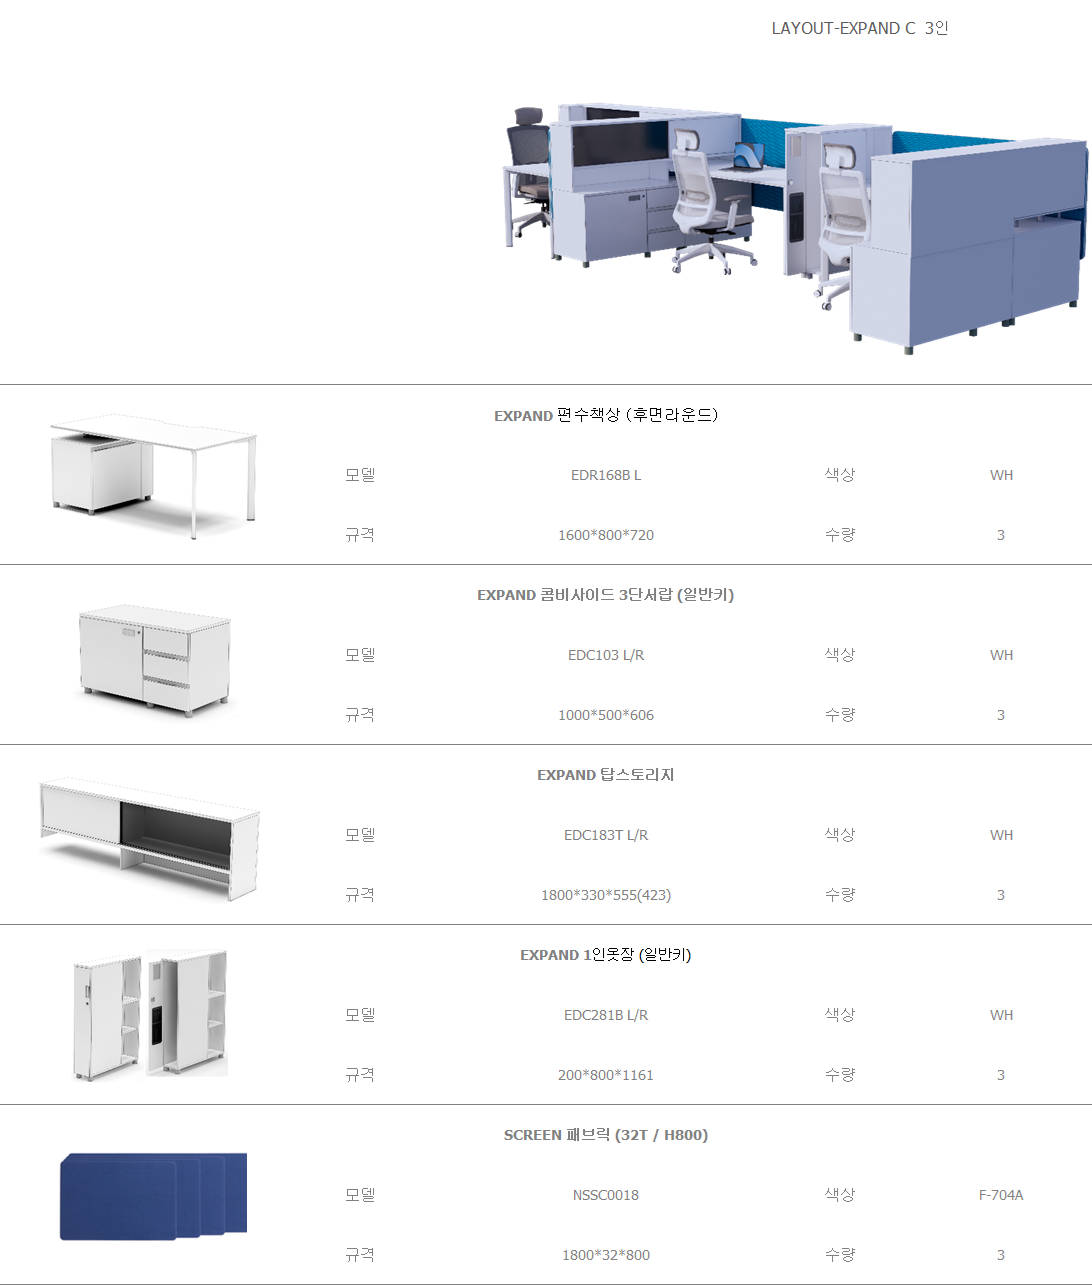 LAYOUT-EXPAND C 3인
EXPAND 편수책상 (후면라운드)
모델 EDR168B L 색상 WH
규격 1600*800*720 수량 3
EXPAND 콤비사이드 3단서랍 (일반키)
모델 EDC103 L/R 색상 WH
규격 1000*500*606 수량 3
EXPAND 탑스토리지
모델 EDC183T L/R 색상 WH
규격 1800*330*555(423) 수량 3
EXPAND 1인옷장 (일반키)
모델 EDC281B L/R 색상 WH
규격 200*800*1161 수량 3
SCREEN 패브릭 (32T / H800)
모델 NSSC0018 색상 F-704A
규격 1800*32*800 수량 3